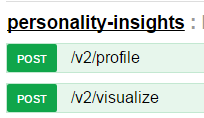 personality-insights :
POST /v2/profile
POST /v2/visualize